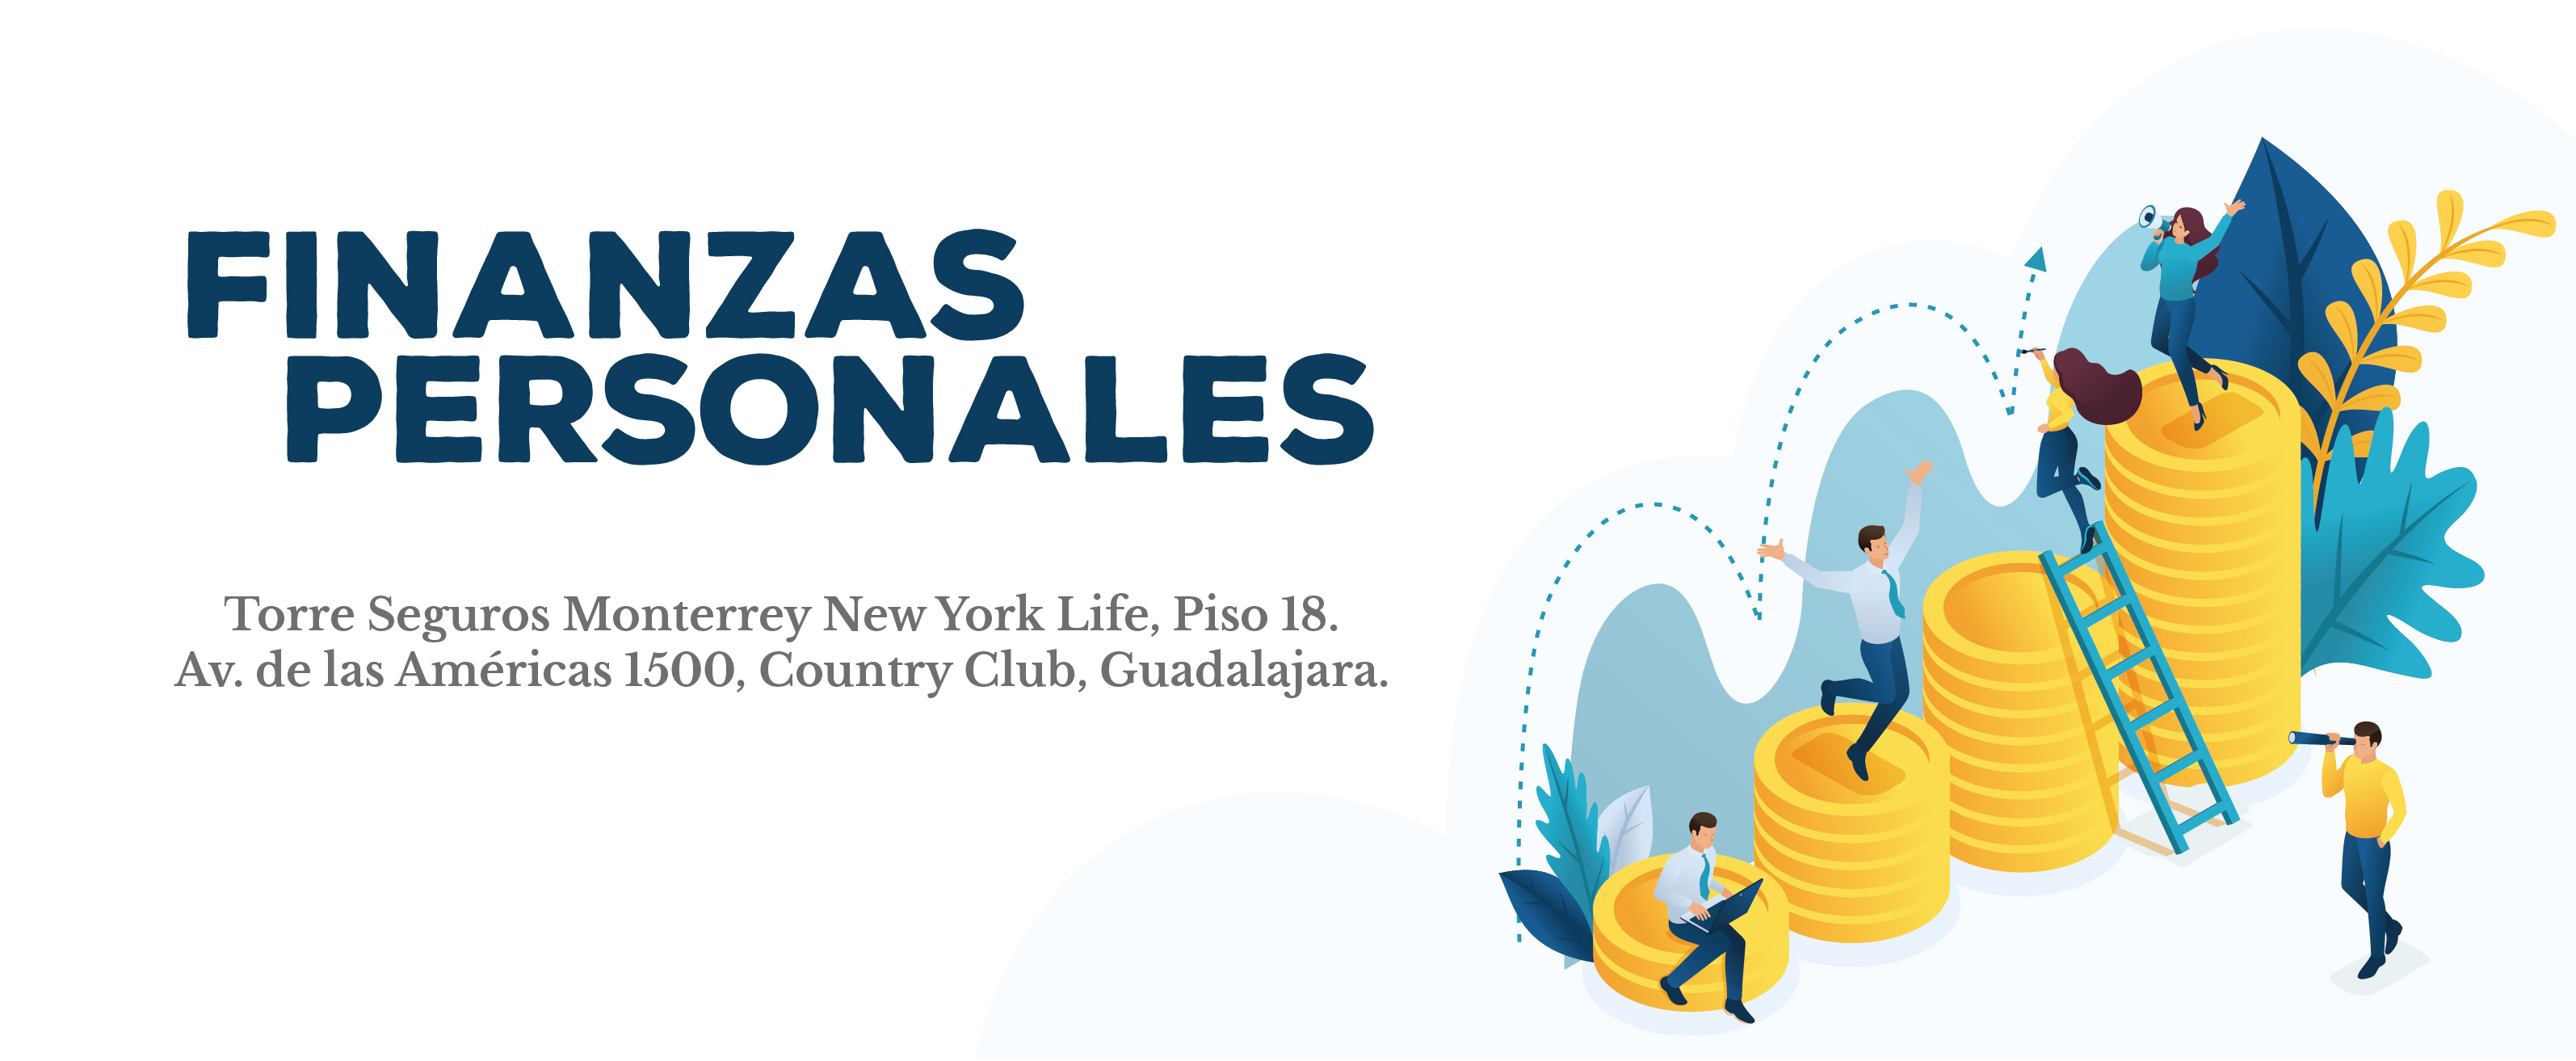 FINANZAS
PERSONALES
Torre Seguros Monterrey New York Life, Piso 18.
Av. de las Américas 1500, Country Club, Guadalajara.